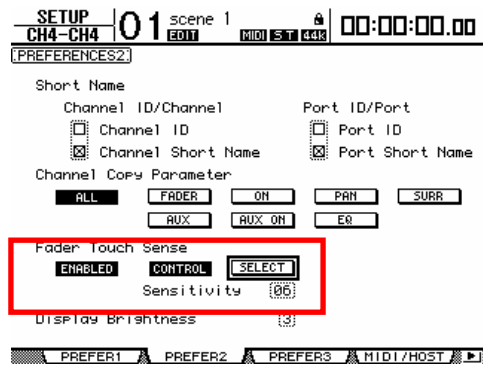 SETUP 01 scene 1 00:00:00.00
CH4-CH4 EDIT MIDI S T 44k
PREFERENCES2
Short Name
Channel ID/Channel Port ID/Port
Channel ID Port ID
Channel Short Name Port Short Name
Channel Copy Parameter
ALL FADER ON PAN SURR
AUX AUX ON EQ
Fader Touch Sense
ENABLED CONTROL SELECT
Sensitivity 06
Display Brightness 3
PREFER1 PREFER2 PREFER3 MIDI/HOST